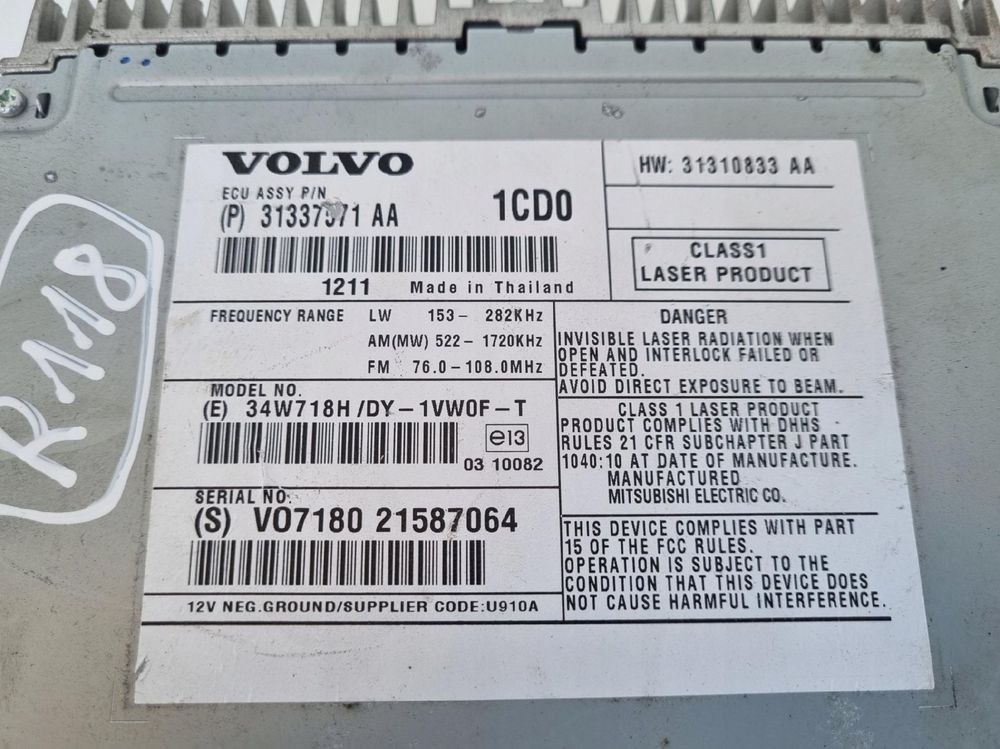 VOLVO
ECU ASSY P/N
(P) AA
1CD0
1211 Made in Thailand
HW: 31310833 AA
CLASS1
LASER PRODUCT
FREQUENCY RANGE LW 153- 282KHz
AM(MW) 522- 1720KHz
FM 76.0-108.0MHz
MODEL NO.
(E) 34W718H/DY-1VW0F-T
e13
03 10082
SERIAL NO.
(S) VO7180 21587064
12V NEG.GROUND/SUPPLIER CODE:U910A
DANGER
INVISIBLE LASER RADIATION WHEN
OPEN AND INTERLOCK FAILED OR
DEFEATED.
AVOID DIRECT EXPOSURE TO BEAM.
CLASS 1 LASER PRODUCT
PRODUCT COMPLIES WITH DHHS
RULES 21 CFR SUBCHAPTER J PART
1040:10 AT DATE OF MANUFACTURE.
MANUFACTURED
MITSUBISHI ELECTRIC CO.
THIS DEVICE COMPLIES WITH PART
15 OF THE FCC RULES.
OPERATION IS SUBJECT TO THE
CONDITION THAT THIS DEVICE DOES
NOT CAUSE HARMFUL INTERFERENCE.
R118